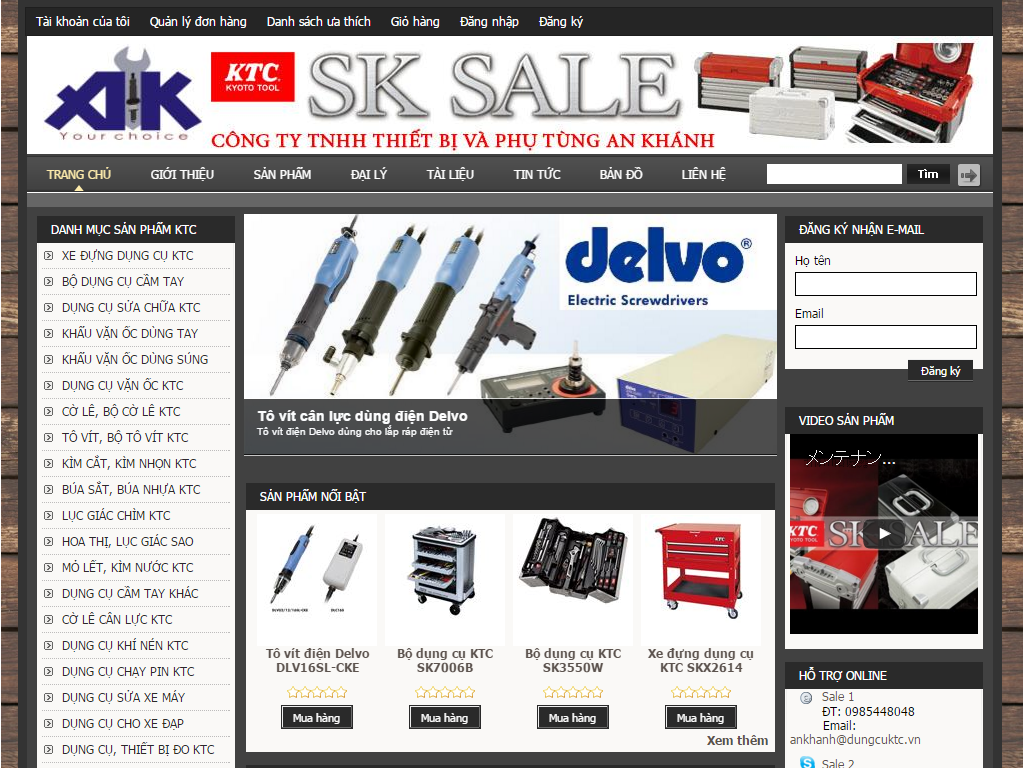 Tài khoản của tôi Quản lý đơn hàng Danh sách ưa thích Giỏ hàng Đăng nhập Đăng ký
AK
Your choice
KTC
KYOTO TOOL
SK SALE
CÔNG TY TNHH THIẾT BỊ VÀ PHỤ TÙNG AN KHÁNH
TRANG CHỦ GIỚI THIỆU SẢN PHẨM ĐẠI LÝ TÀI LIỆU TIN TỨC BẢN ĐỒ LIÊN HỆ Tìm
DANH MỤC SẢN PHẨM KTC
XE ĐỰNG DỤNG CỤ KTC
BỘ DỤNG CỤ CẦM TAY
DỤNG CỤ SỬA CHỮA KTC
KHẨU VẶN ỐC DÙNG TAY
KHẨU VẶN ỐC DÙNG SÚNG
DỤNG CỤ VẶN ỐC KTC
CỜ LÊ, BỘ CỜ LÊ KTC
TÔ VÍT, BỘ TÔ VÍT KTC
KÌM CẮT, KÌM NHỌN KTC
BÚA SẮT, BÚA NHỰA KTC
LỤC GIÁC CHÌM KTC
HOA THỊ, LỤC GIÁC SAO
MỎ LẾT, KÌM NƯỚC KTC
DỤNG CỤ CẦM TAY KHÁC
CỜ LÊ CÂN LỰC KTC
DỤNG CỤ KHÍ NÉN KTC
DỤNG CỤ CHẠY PIN KTC
DỤNG CỤ SỬA XE MÁY
DỤNG CỤ CHO XE ĐẠP
DỤNG CỤ, THIẾT BỊ ĐO KTC
delvo®
Electric Screwdrivers
Tô vít cân lực dùng điện Delvo
Tô vít điện Delvo dùng cho lắp ráp điện tử
SẢN PHẨM NỔI BẬT
Tô vít điện Delvo
DLV16SL-CKE
Mua hàng
Bộ dụng cụ KTC
SK7006B
Mua hàng
Bộ dụng cụ KTC
SK3550W
Mua hàng
KTC
Xe đựng dụng cụ
KTC SKX2614
Mua hàng
Xem thêm
ĐĂNG KÝ NHẬN E-MAIL
Họ tên
Email
Đăng ký
VIDEO SẢN PHẨM
メンテナン...
KTC
KYOTO TOOL
SK SALE
HỖ TRỢ ONLINE
Sale 1
ĐT: 0985448048
Email:
ankhanh@dungcuktc.vn
Sale 2